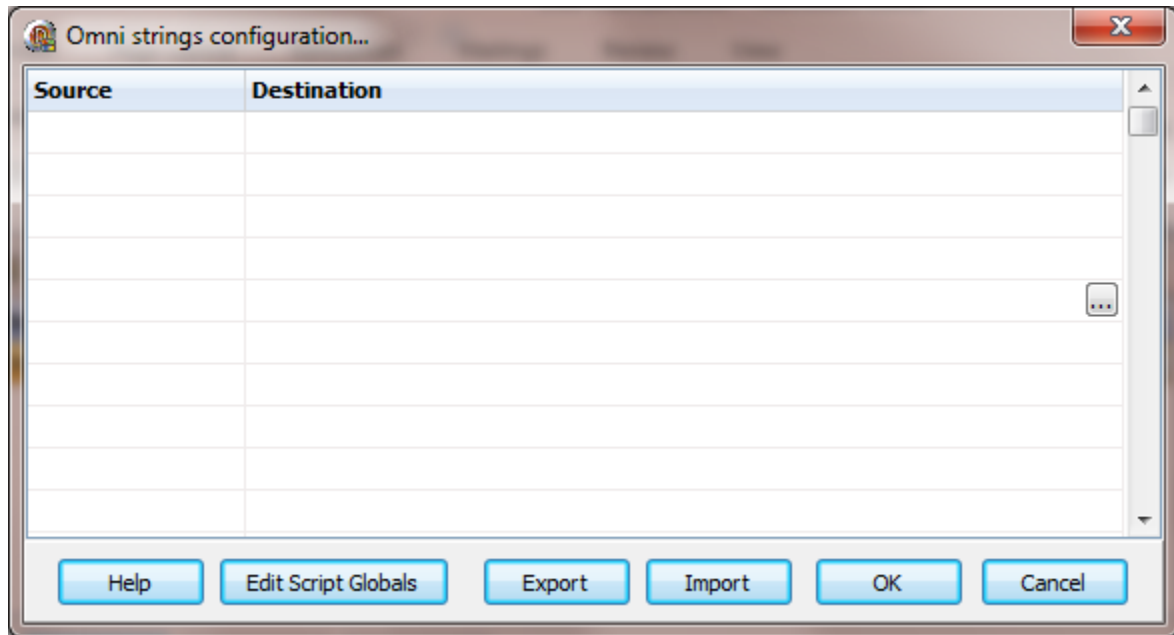 Omni strings configuration...
Source Destination
...
Help Edit Script Globals Export Import OK Cancel